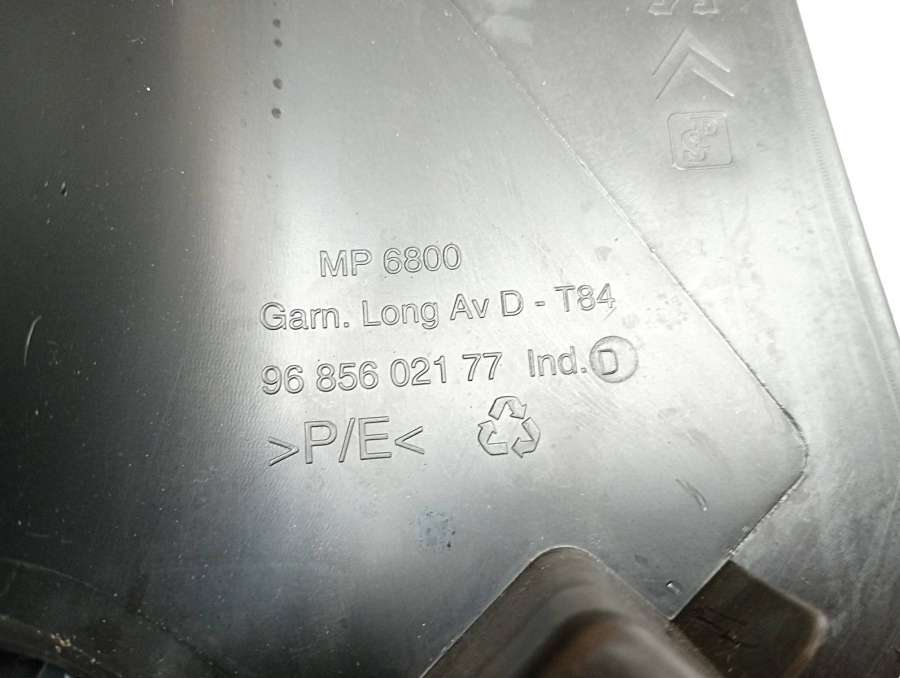 MP 6800
Garn. Long Av D - T84
96 856 021 77 Ind. D
>P/E<